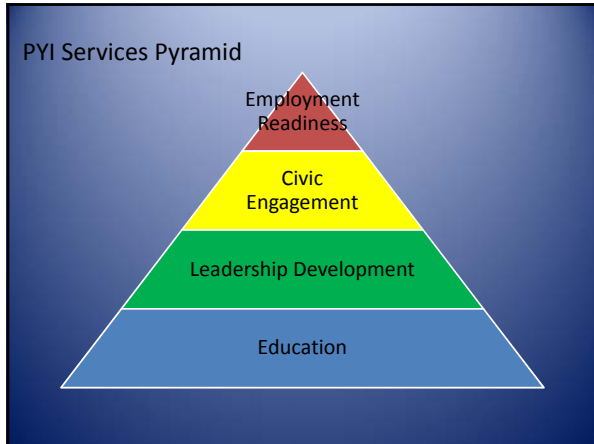 PYI Services Pyramid
Employment
Readiness
Civic
Engagement
Leadership Development
Education